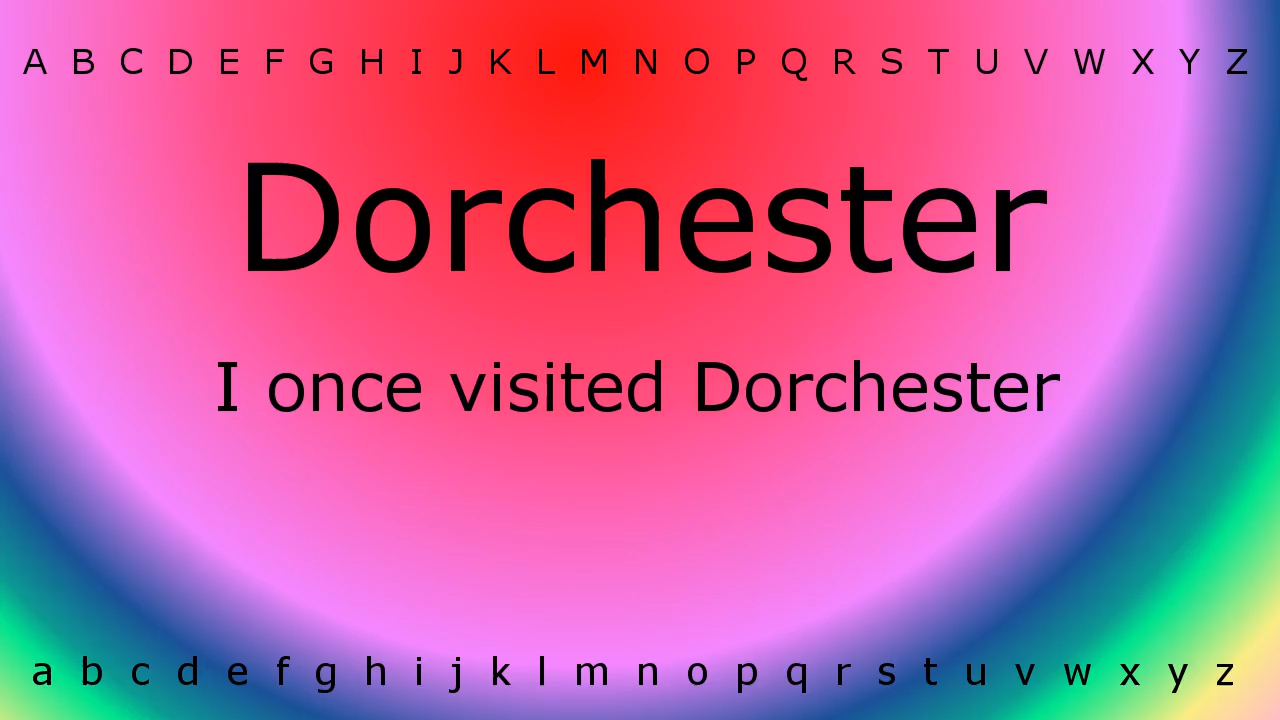 A B C D E F G H I J K L M N O P Q R S T U V W X Y Z
Dorchester
I once visited Dorchester
a b c d e f g h i j k l m n o p q r s t u v w x y z